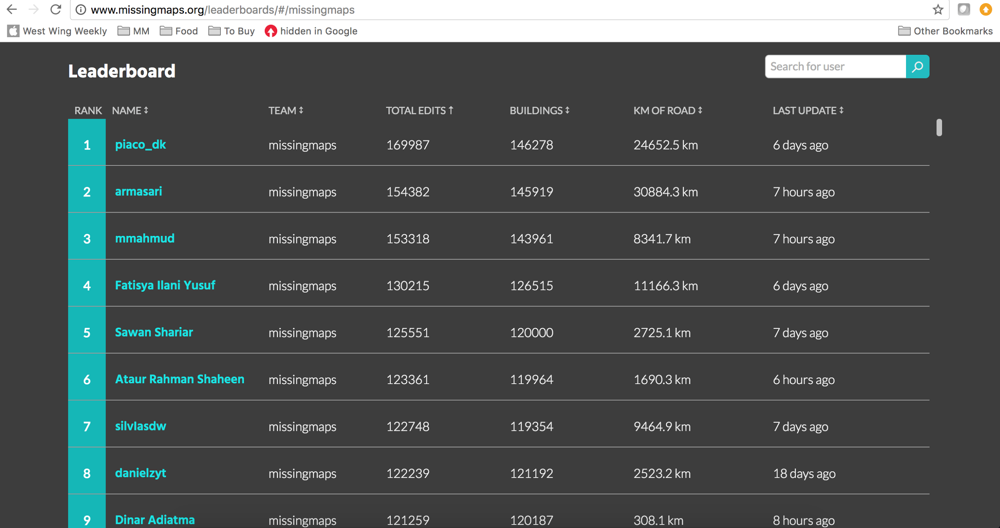 www.missingmaps.org/leaderboards/#/missingmaps
West Wing Weekly MM Food To Buy hidden in Google Other Bookmarks
Leaderboard Search for user
RANK NAME TEAM TOTAL EDITS BUILDINGS KM OF ROAD LAST UPDATE
1 piaco_dk missingmaps 169987 146278 24652.5 km 6 days ago
2 armasari missingmaps 154382 145919 30884.3 km 7 hours ago
3 mmahmud missingmaps 153318 143961 8341.7 km 7 hours ago
4 Fatisya Ilani Yusuf missingmaps 130215 126515 11166.3 km 6 days ago
5 Sawan Shariar missingmaps 125551 120000 2725.1 km 7 days ago
6 Ataur Rahman Shaheen missingmaps 123361 119964 1690.3 km 6 hours ago
7 silvIasdw missingmaps 122748 119354 9464.9 km 7 days ago
8 danielzyt missingmaps 122239 121192 2523.2 km 18 days ago
9 Dinar Adiatma missingmaps 121259 120187 308.1 km 8 hours ago